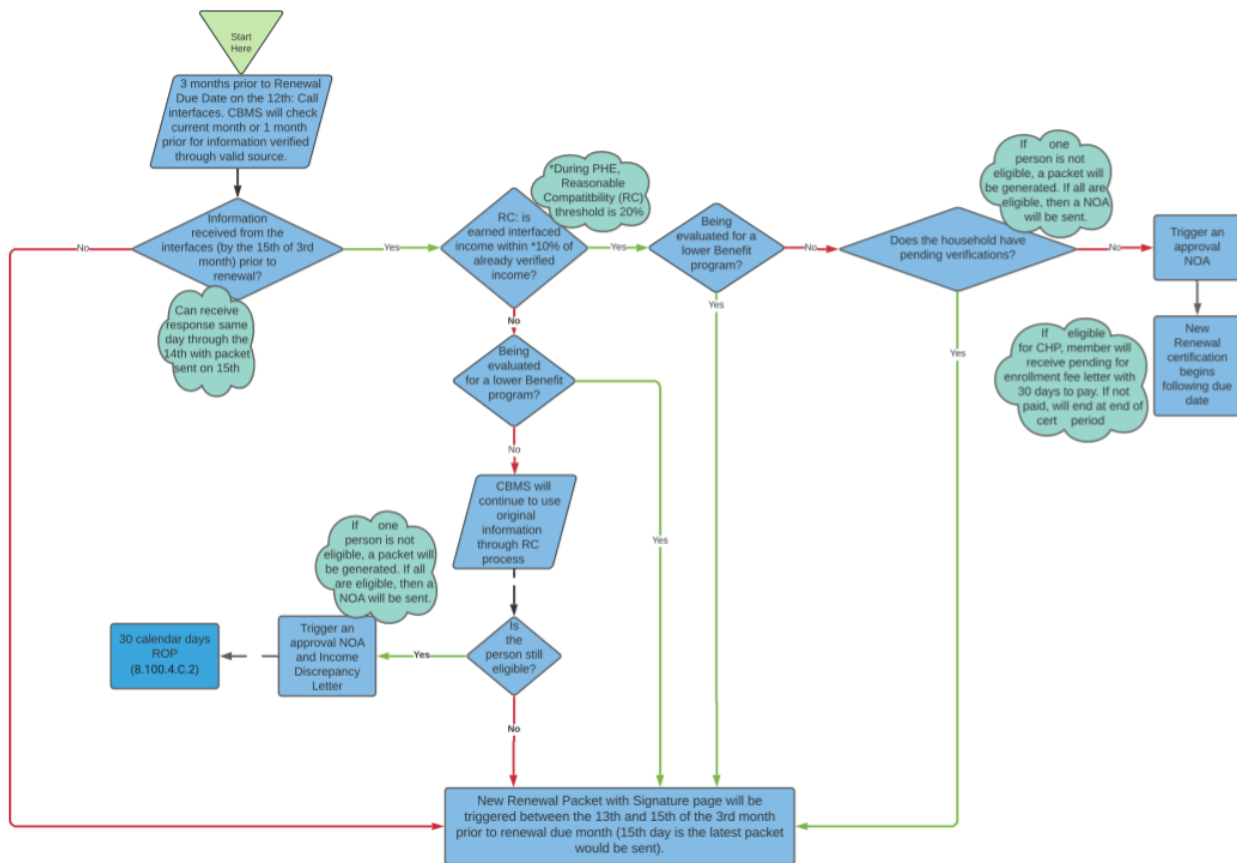 Start
Here
3 months prior to Renewal
Due Date on the 12th: Call
interfaces. CBMS will check
current month or 1 month
prior for information verified
through valid source.
Information
received from the
interfaces (by the 15th of 3rd
month) prior to
renewal?
No
Yes
Can receive
response same
day through the
14th with packet
sent on 15th
*During PHE,
Reasonable
Compatitbility (RC)
threshold is 20%
RC: is
earned interfaced
income within *10% of
already verified
income?
Yes
No
Being
evaluated for a
lower Benefit
program?
No
Yes
If one
person is not
eligible, a packet will
be generated. If all are
eligible, then a NOA
will be sent.
Does the household have
pending verifications?
No
Yes
Trigger an
approval
NOA
New
Renewal
certification
begins
following due
date
If eligible
for CHP, member will
receive pending for
enrollment fee letter with
30 days to pay. If not
paid, will end at end of
cert period
Being
evaluated
for a lower Benefit
program?
No
Yes
CBMS will
continue to use
original
information
through RC
process
If one
person is not
eligible, a packet will
be generated. If all
are eligible, then a
NOA will be sent.
Is
the
person still
eligible?
Yes
No
Trigger an
approval NOA
and Income
Discrepancy
Letter
30 calendar days
ROP
(8.100.4.C.2)
New Renewal Packet with Signature page will be
triggered between the 13th and 15th of the 3rd month
prior to renewal due month (15th day is the latest packet
would be sent).